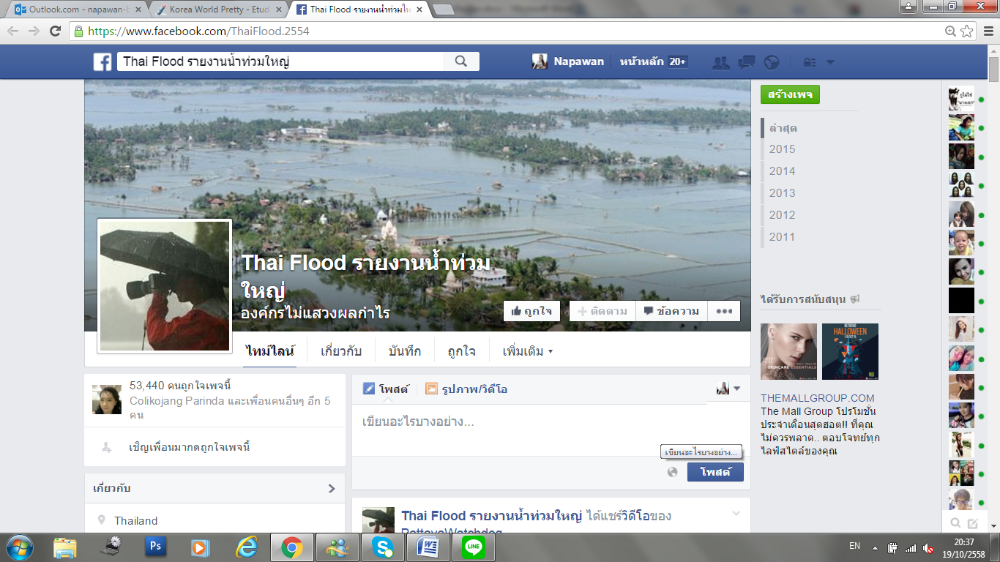 Outlook.com - napawan-b
Korea World Pretty - Etud
Thai Flood รายงานน้ำท่วมให
https://www.facebook.com/ThaiFlood.2554
Thai Flood รายงานน้ำท่วมใหญ่
Napawan
หน้าหลัก 20+
สร้างเพจ
ล่าสุด
2015
2014
2013
2012
2011
Thai Flood รายงานน้ำท่วม
ใหญ่
องค์กรไม่แสวงผลกำไร
ถูกใจ
ติดตาม
ข้อความ
ไทม์ไลน์
เกี่ยวกับ
บันทึก
ถูกใจ
เพิ่มเติม
ได้รับการสนับสนุน
HALLOWEEN
SKINCARE ESSENTIALS
THEMALLGROUP.COM
The Mall Group โปรโมชั่น
ประจำเดือนสุดฮอต!! ที่คุณ
ไม่ควรพลาด.. ตอบโจทย์ทุก
ไลฟ์สไตล์ของคุณ
53,440 คนถูกใจเพจนี้
Colikojang Parinda และเพื่อนคนอื่นๆ อีก 5
คน
เชิญเพื่อนมากดถูกใจเพจนี้
เกี่ยวกับ
Thailand
โพสต์
รูปภาพ/วิดีโอ
เขียนอะไรบางอย่าง...
เขียนอะไรบางอย่าง...
โพสต์
Thai Flood รายงานน้ำท่วมใหญ่ ได้แชร์วิดีโอของ
PattayaWatchdog
Ps
LINE
EN
20:37
19/10/2558